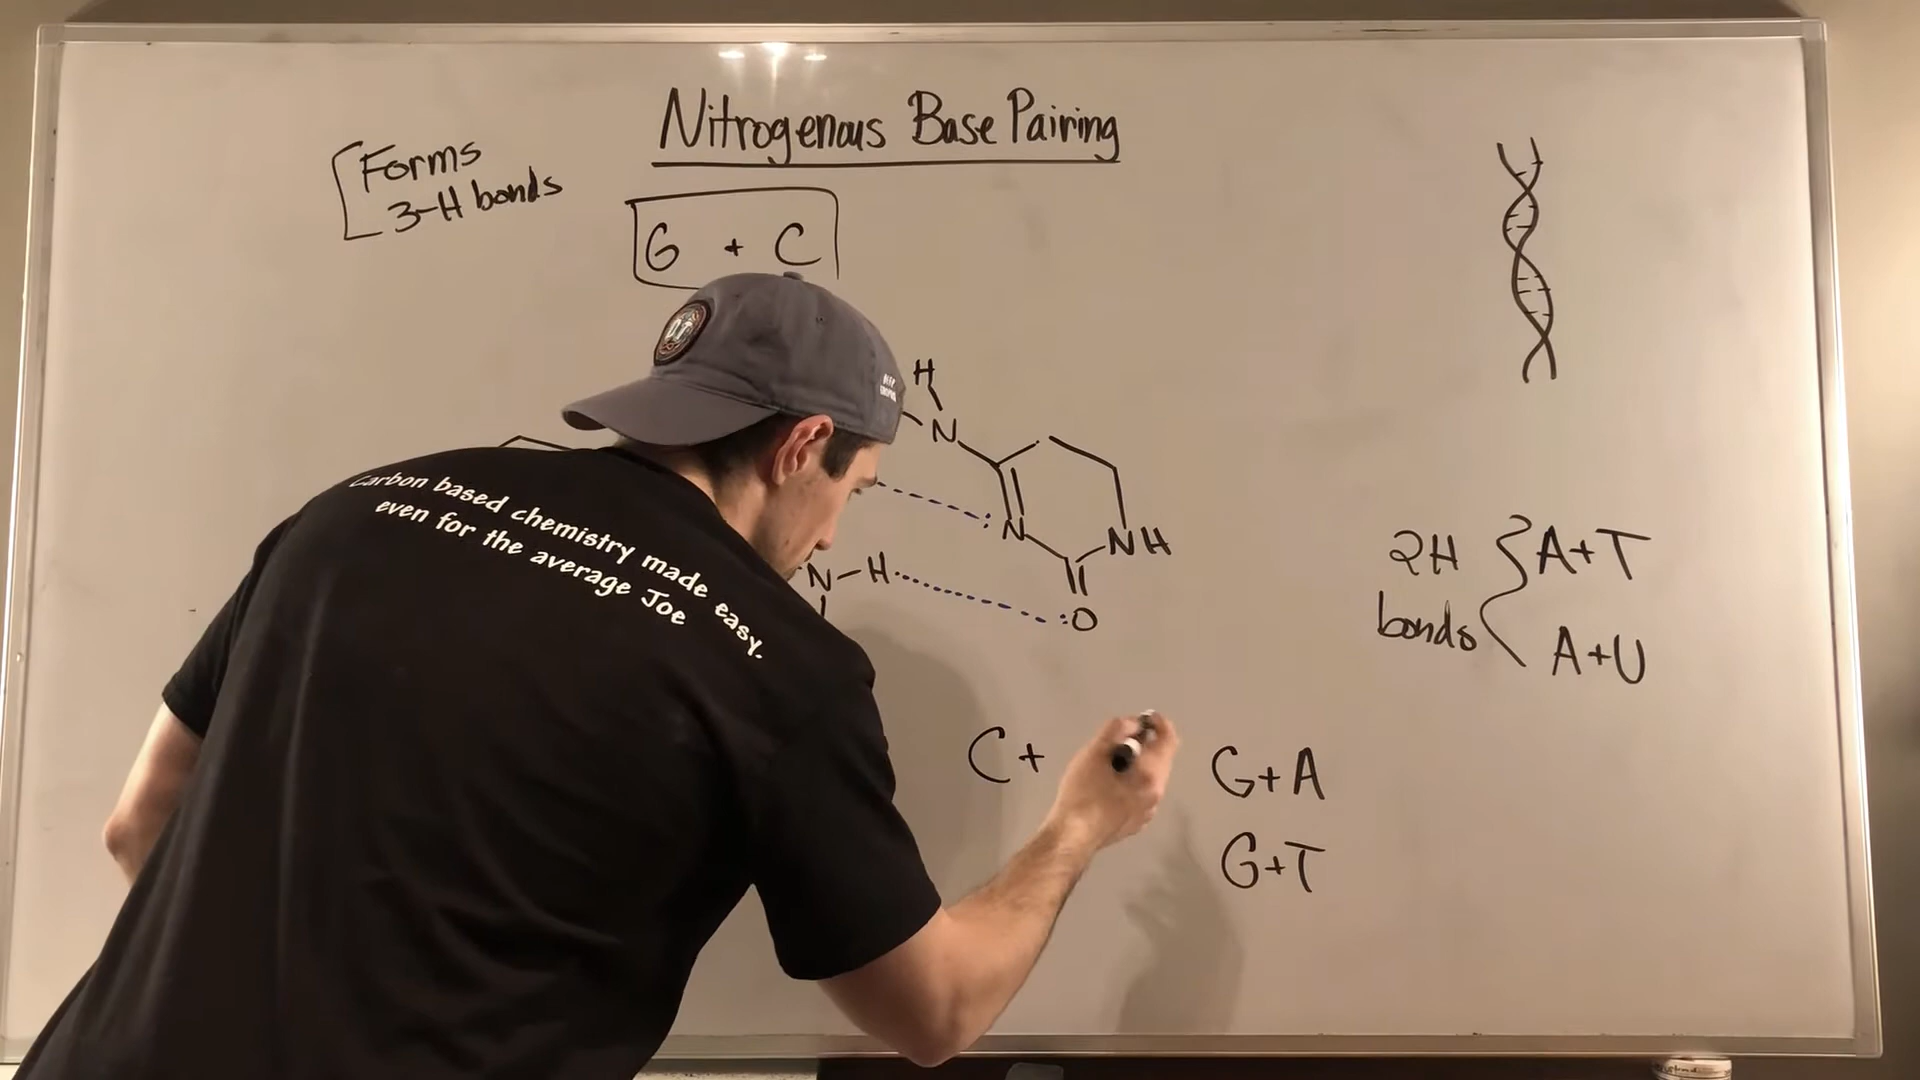 Nitrogenous Base Pairing
Forms
3-H bonds
G + C
H
N
N
NH
N-H
:O
2H
bonds
A+T
A+U
C+
G+A
G+T
Carbon based chemistry made easy.
even for the average Joe